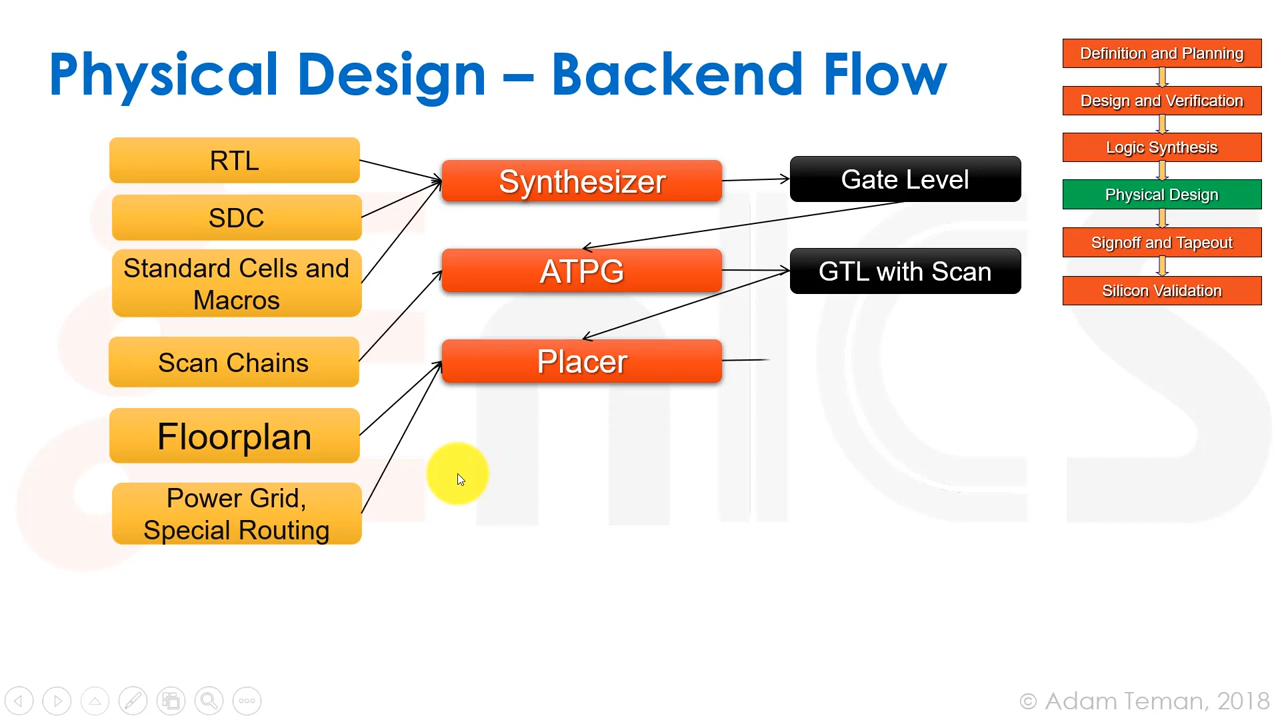 Physical Design – Backend Flow
RTL
SDC
Standard Cells and
Macros
Scan Chains
Floorplan
Power Grid,
Special Routing
Synthesizer
ATPG
Placer
Gate Level
GTL with Scan
Definition and Planning
Design and Verification
Logic Synthesis
Physical Design
Signoff and Tapeout
Silicon Validation
© Adam Teman, 2018